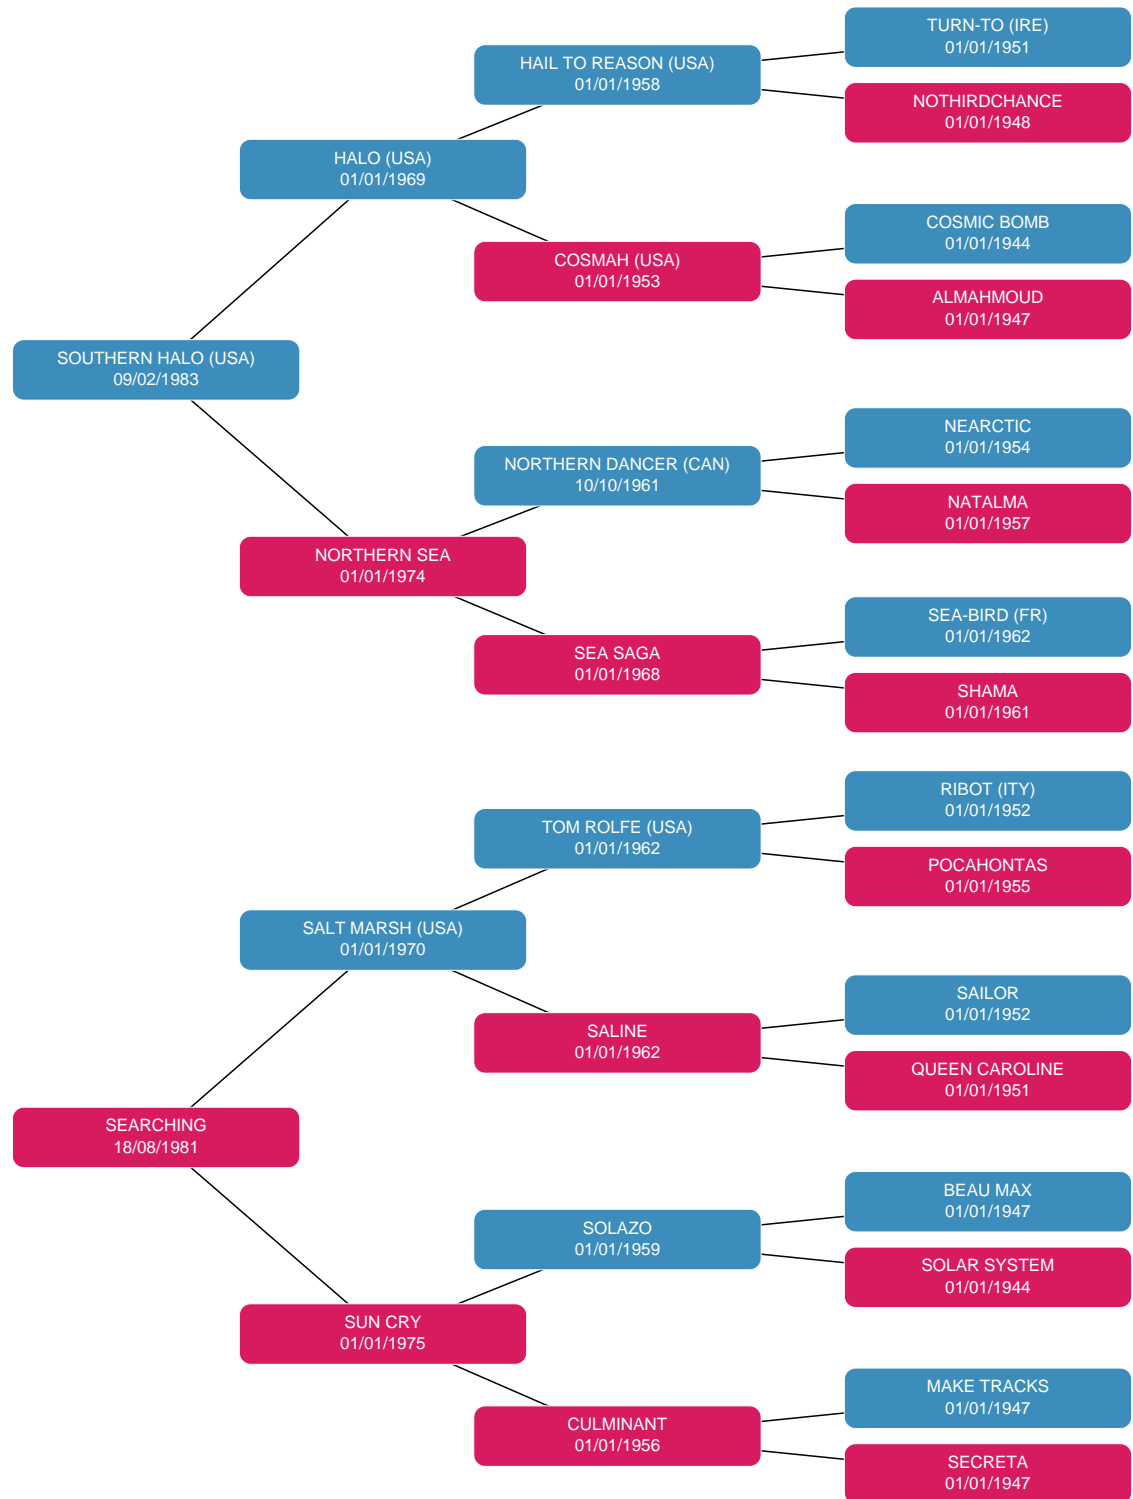 TURN-TO (IRE)
01/01/1951
HAIL TO REASON (USA)
01/01/1958
NOTHIRDCHANCE
01/01/1948
HALO (USA)
01/01/1969
COSMIC BOMB
01/01/1944
COSMAH (USA)
01/01/1953
ALMAHMOUD
01/01/1947
SOUTHERN HALO (USA)
09/02/1983
NEARCTIC
01/01/1954
NORTHERN DANCER (CAN)
10/10/1961
NATALMA
01/01/1957
NORTHERN SEA
01/01/1974
SEA-BIRD (FR)
01/01/1962
SEA SAGA
01/01/1968
SHAMA
01/01/1961
RIBOT (ITY)
01/01/1952
TOM ROLFE (USA)
01/01/1962
POCAHONTAS
01/01/1955
SALT MARSH (USA)
01/01/1970
SAILOR
01/01/1952
SALINE
01/01/1962
QUEEN CAROLINE
01/01/1951
SEARCHING
18/08/1981
BEAU MAX
01/01/1947
SOLAZO
01/01/1959
SOLAR SYSTEM
01/01/1944
SUN CRY
01/01/1975
MAKE TRACKS
01/01/1947
CULMINANT
01/01/1956
SECRETA
01/01/1947